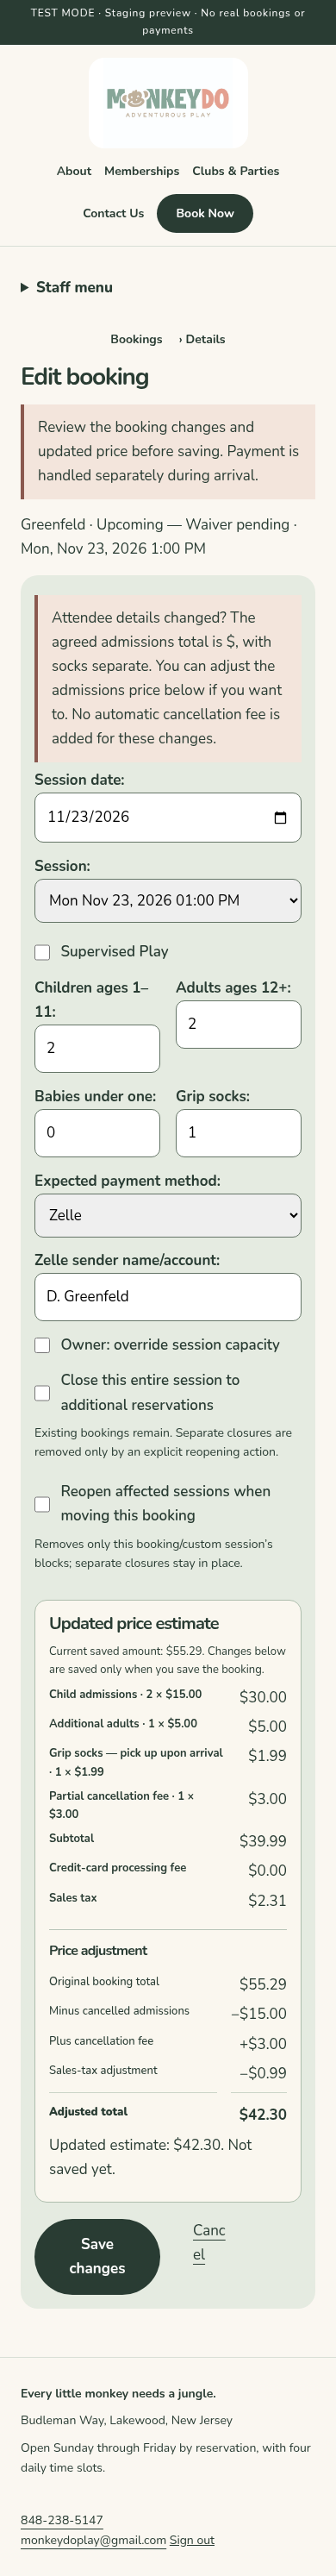 TEST MODE · Staging preview · No real bookings or
payments
MONKEYDO
ADVENTUROUS PLAY
About Memberships Clubs & Parties
Contact Us Book Now
Staff menu
Bookings › Details
Edit booking
Review the booking changes and
updated price before saving. Payment is
handled separately during arrival.
Greenfeld · Upcoming — Waiver pending ·
Mon, Nov 23, 2026 1:00 PM
Attendee details changed? The
agreed admissions total is $, with
socks separate. You can adjust the
admissions price below if you want
to. No automatic cancellation fee is
added for these changes.
Session date:
11/23/2026
Session:
Mon Nov 23, 2026 01:00 PM
Supervised Play
Children ages 1–
11:
2
Adults ages 12+:
2
Babies under one:
0
Grip socks:
1
Expected payment method:
Zelle
Zelle sender name/account:
D. Greenfeld
Owner: override session capacity
Close this entire session to
additional reservations
Existing bookings remain. Separate closures are
removed only by an explicit reopening action.
Reopen affected sessions when
moving this booking
Removes only this booking/custom session's
blocks; separate closures stay in place.
Updated price estimate
Current saved amount: $55.29. Changes below
are saved only when you save the booking.
Child admissions · 2 × $15.00 $30.00
Additional adults · 1 × $5.00 $5.00
Grip socks — pick up upon arrival
· 1 × $1.99 $1.99
Partial cancellation fee · 1 ×
$3.00 $3.00
Subtotal $39.99
Credit-card processing fee $0.00
Sales tax $2.31
Price adjustment
Original booking total $55.29
Minus cancelled admissions –$15.00
Plus cancellation fee +$3.00
Sales-tax adjustment –$0.99
Adjusted total $42.30
Updated estimate: $42.30. Not
saved yet.
Save
changes
Canc
el
Every little monkey needs a jungle.
Budleman Way, Lakewood, New Jersey
Open Sunday through Friday by reservation, with four
daily time slots.
848-238-5147
monkeydoplay@gmail.com Sign out